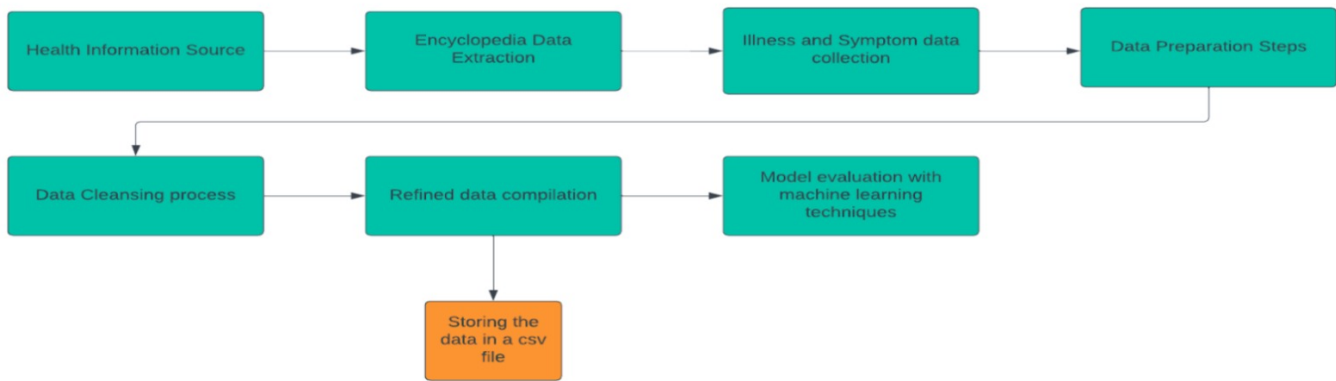 Health Information Source
Encyclopedia Data
Extraction
Illness and Symptom data
collection
Data Preparation Steps
Data Cleansing process
Refined data compilation
Model evaluation with
machine learning
techniques
Storing the
data in a csv
file